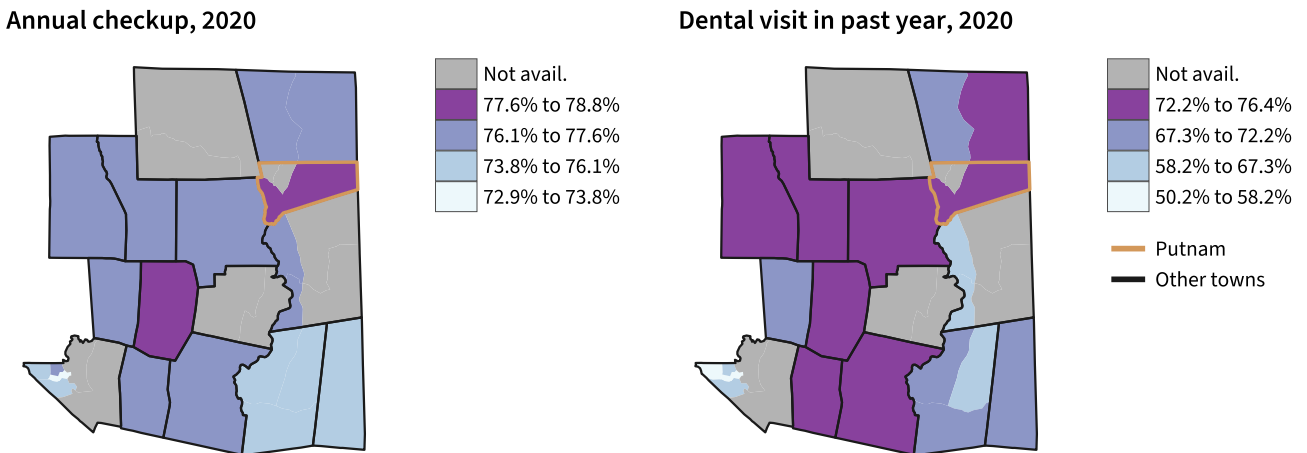 Annual checkup, 2020
Not avail.
77.6% to 78.8%
76.1% to 77.6%
73.8% to 76.1%
72.9% to 73.8%
Dental visit in past year, 2020
Not avail.
72.2% to 76.4%
67.3% to 72.2%
58.2% to 67.3%
50.2% to 58.2%
Putnam
Other towns